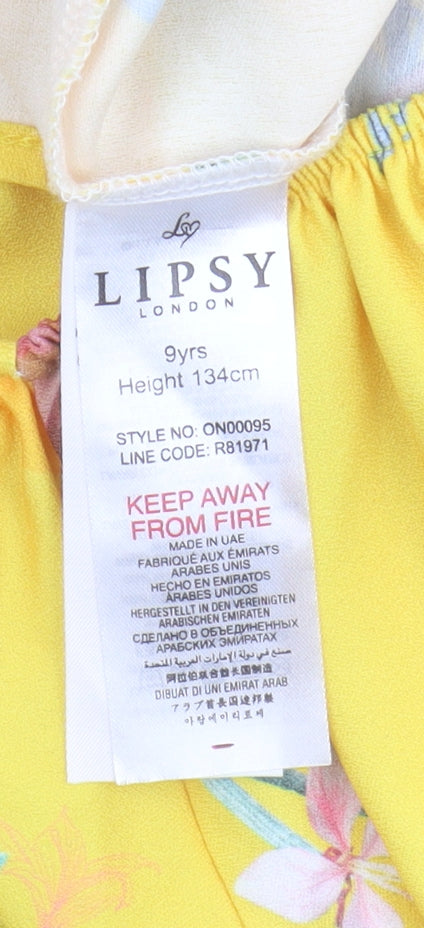 LIPSY
LONDON
9yrs
Height 134cm
STYLE NO: ON00095
LINE CODE: R81971
KEEP AWAY
FROM FIRE
MADE IN UAE
FABRIQUÉ AUX ÉMIRATS
ARABES UNIS
HECHO EN EMIRATOS
ÁRABES UNIDOS
HERGESTELLT IN DEN VEREINIGTEN
ARABISCHEN EMIRATEN
СДЕЛАНО В ОБЪЕДИНЕННЫХ
АРАБСКИХ ЭМИРАТАХ
صنع في دولة الإمارات العربية المتحدة
阿拉伯联合酋长国制造
DIBUAT DI UNI EMIRAT ARAB
アラブ首長国連邦製
아랍에미리트제